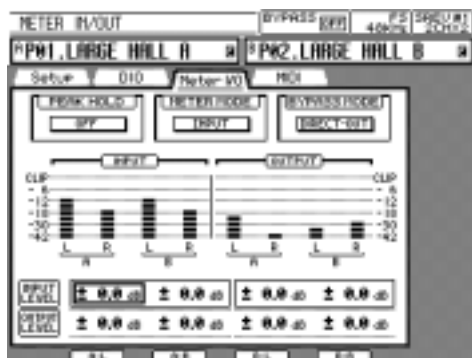 METER IN/OUT BYPASS OFF FS 48kHz
P01.LARGE HALL A P02.LARGE HALL B
Setup DIO Meter I/O MIDI
PEAK HOLD METER MODE BYPASS MODE
OFF INPUT DIRECT-OUT
INPUT OUTPUT
CLIP CLIP
-6 -6
-12 -12
-18 -18
-30 -30
-42 -42
L R L R L R L R
A B A B
INPUT LEVEL ± 0.0 dB ± 0.0 dB ± 0.0 dB ± 0.0 dB
OUTPUT LEVEL ± 0.0 dB ± 0.0 dB ± 0.0 dB ± 0.0 dB